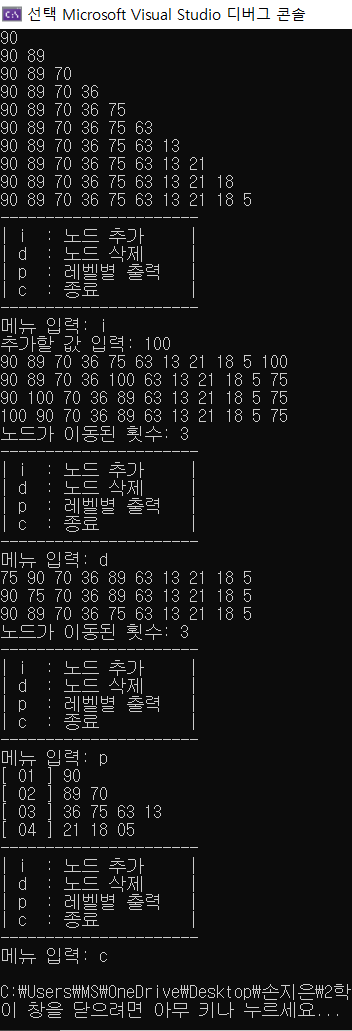 선택 Microsoft Visual Studio 디버그 콘솔
90
90 89
90 89 70
90 89 70 36
90 89 70 36 75
90 89 70 36 75 63
90 89 70 36 75 63 13
90 89 70 36 75 63 13 21
90 89 70 36 75 63 13 21 18
90 89 70 36 75 63 13 21 18 5
----------------------
| i : 노드 추가 |
| d : 노드 삭제 |
| p : 레벨별 출력 |
| c : 종료 |
----------------------
메뉴 입력: i
추가할 값 입력: 100
90 89 70 36 75 63 13 21 18 5 100
90 89 70 36 100 63 13 21 18 5 75
90 100 70 36 89 63 13 21 18 5 75
100 90 70 36 89 63 13 21 18 5 75
노드가 이동된 횟수: 3
----------------------
| i : 노드 추가 |
| d : 노드 삭제 |
| p : 레벨별 출력 |
| c : 종료 |
----------------------
메뉴 입력: d
75 90 70 36 89 63 13 21 18 5
90 75 70 36 89 63 13 21 18 5
90 89 70 36 75 63 13 21 18 5
노드가 이동된 횟수: 3
----------------------
| i : 노드 추가 |
| d : 노드 삭제 |
| p : 레벨별 출력 |
| c : 종료 |
----------------------
메뉴 입력: p
[ 01 ] 90
[ 02 ] 89 70
[ 03 ] 36 75 63 13
[ 04 ] 21 18 05
----------------------
| i : 노드 추가 |
| d : 노드 삭제 |
| p : 레벨별 출력 |
| c : 종료 |
----------------------
메뉴 입력: c
C:₩Users₩MS₩OneDrive₩Desktop₩손지은₩2학
이 창을 닫으려면 아무 키나 누르세요...